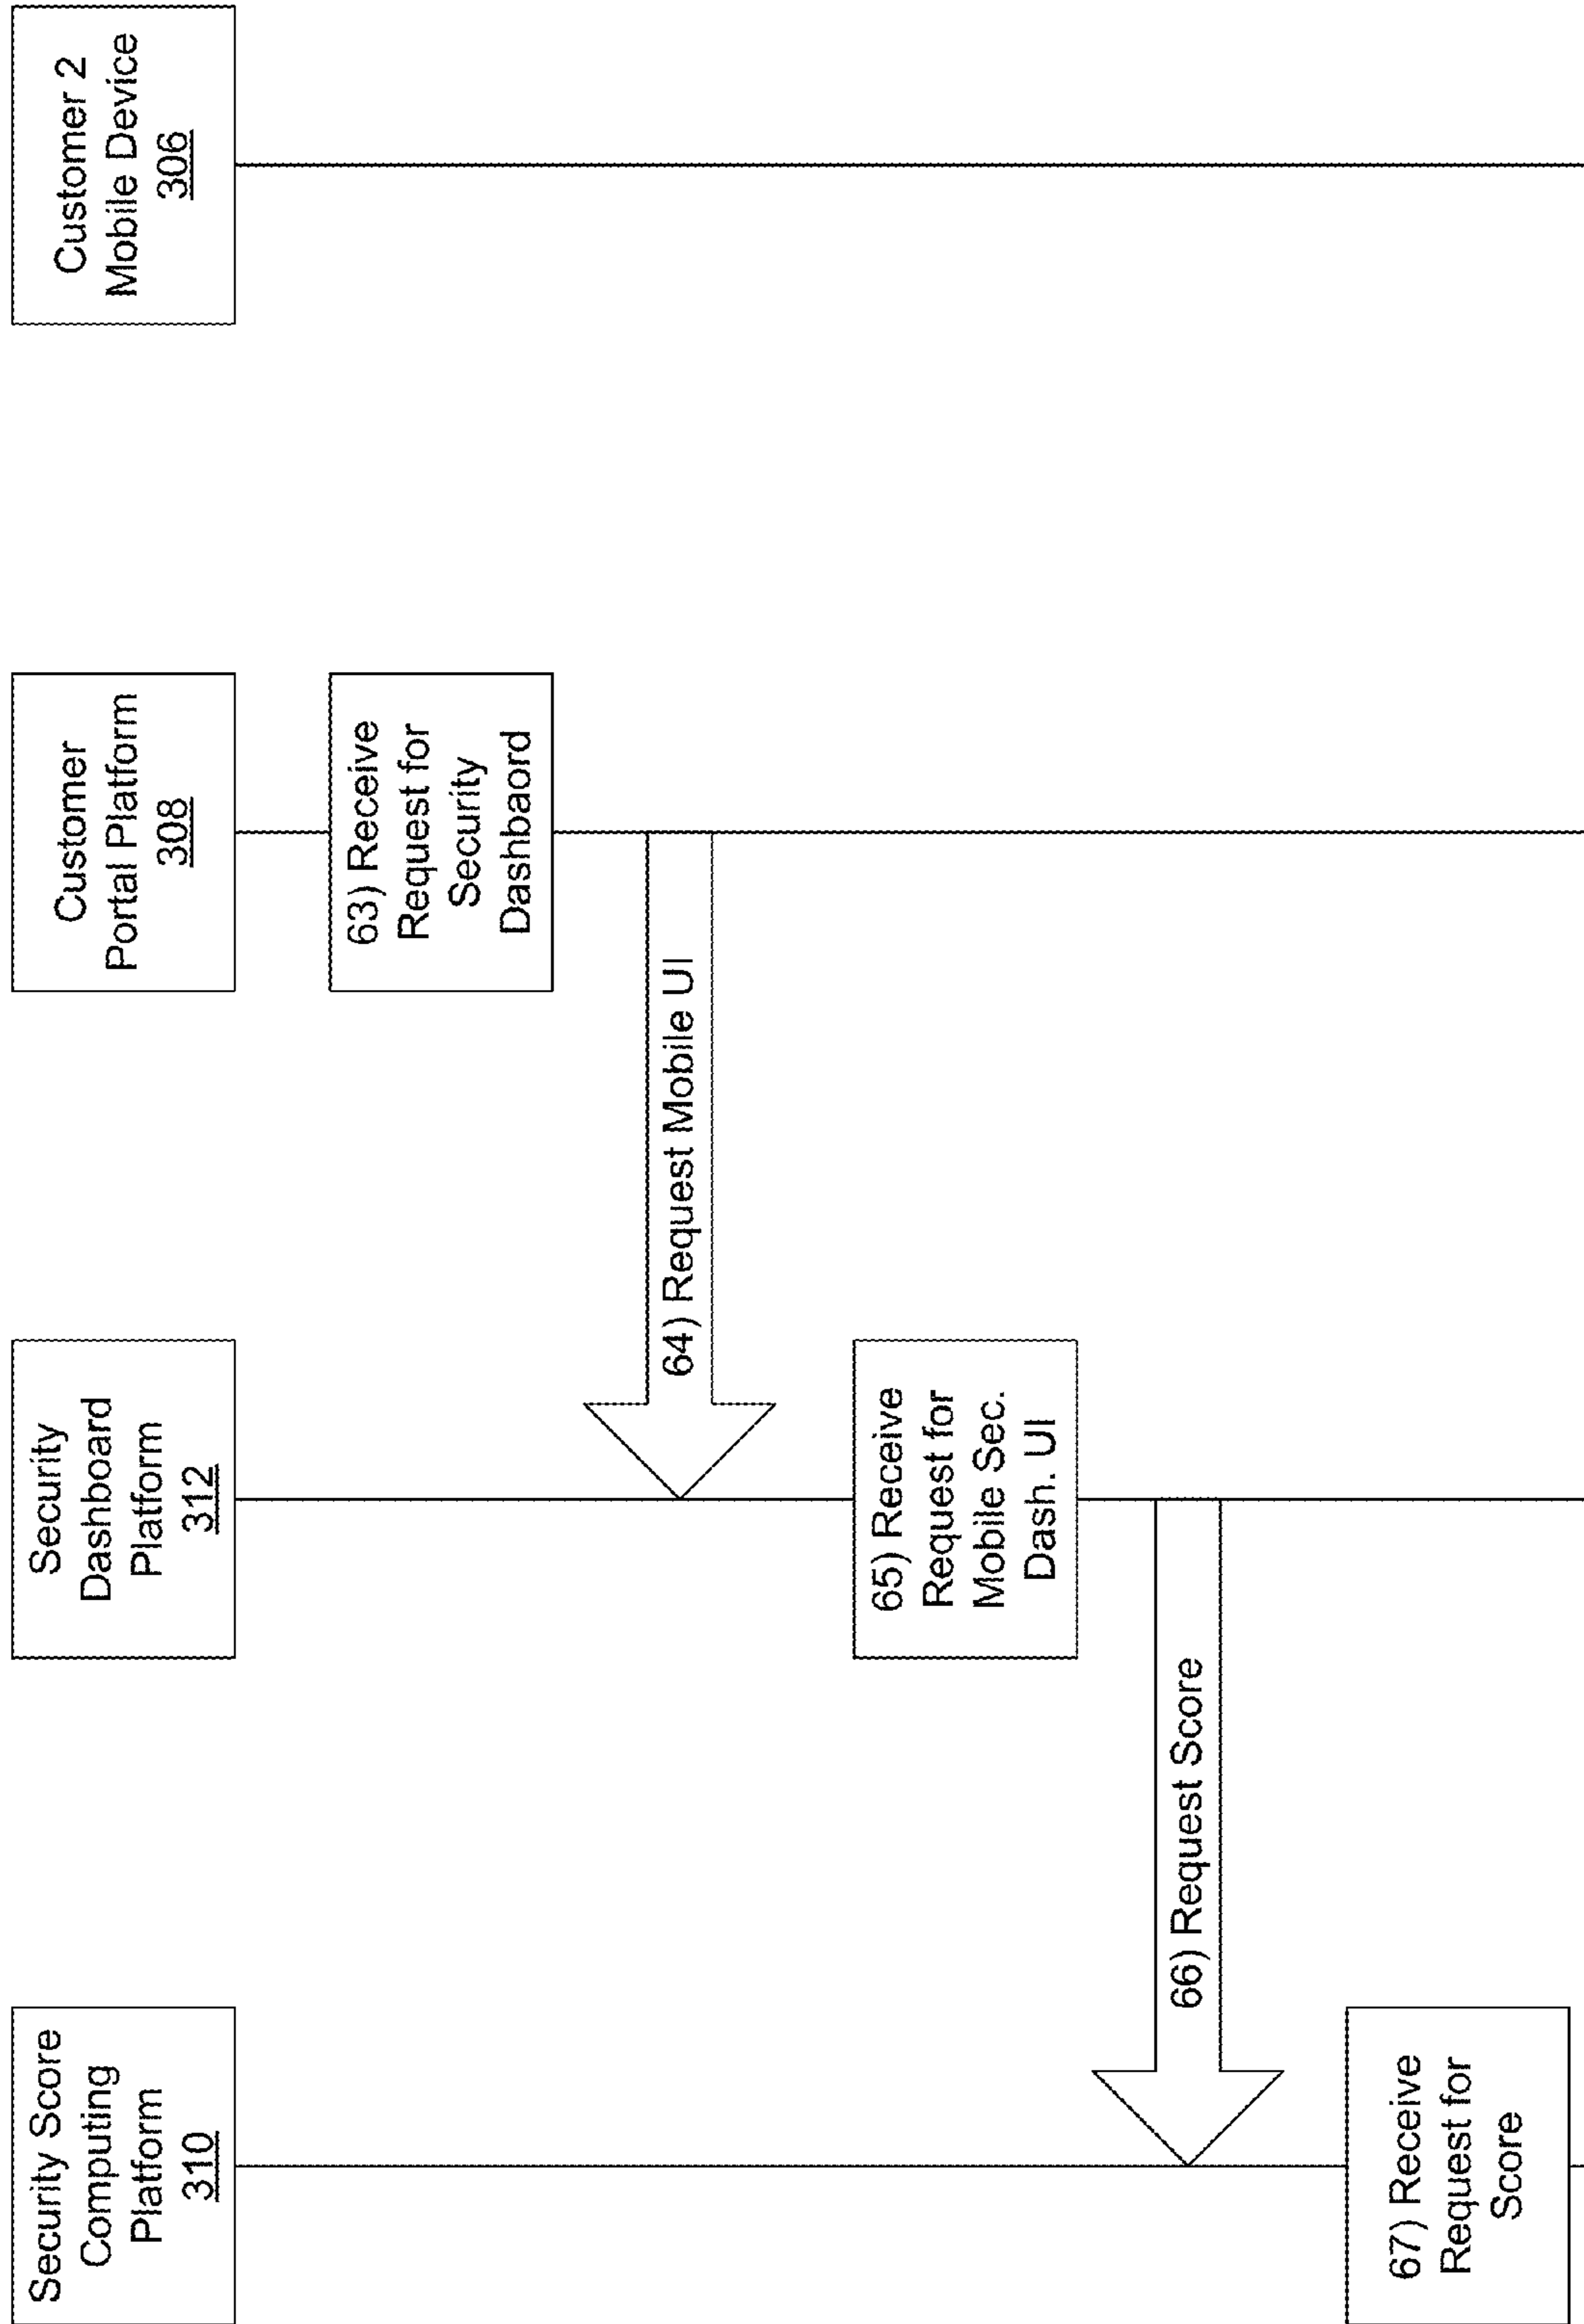 Security Score
Computing
Platform
310
Security
Dashboard
Platform
312
Customer
Portal Platform
308
Customer 2
Mobile Device
306
63) Receive
Request for
Security
Dashbaord
64) Request Mobile UI
65) Receive
Request for
Mobile Sec.
Dash. UI
66) Request Score
67) Receive
Request for
Score